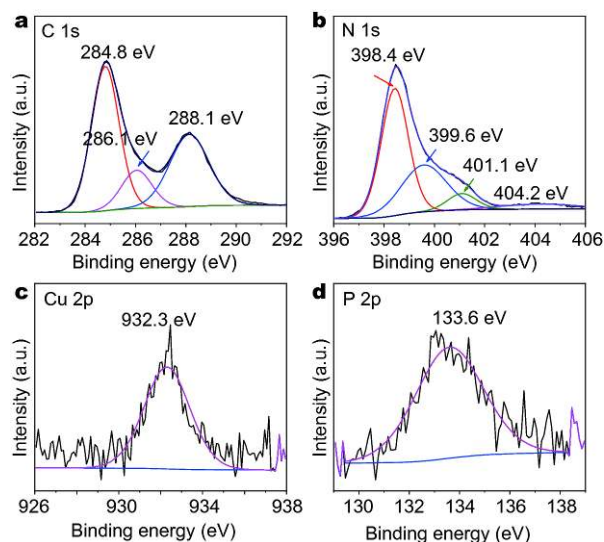 a
C 1s
284.8 eV
286.1 eV
288.1 eV
Intensity (a.u.)
282 284 286 288 290 292
Binding energy (eV)
b
N 1s
398.4 eV
399.6 eV
401.1 eV
404.2 eV
Intensity (a.u.)
396 398 400 402 404 406
Binding energy (eV)
c
Cu 2p
932.3 eV
Intensity (a.u.)
926 930 934 938
Binding energy (eV)
d
P 2p
133.6 eV
Intensity (a.u.)
130 132 134 136 138
Binding energy (eV)